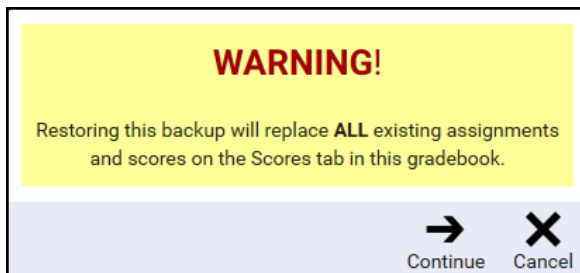 WARNING!
Restoring this backup will replace ALL existing assignments
and scores on the Scores tab in this gradebook.
Continue Cancel